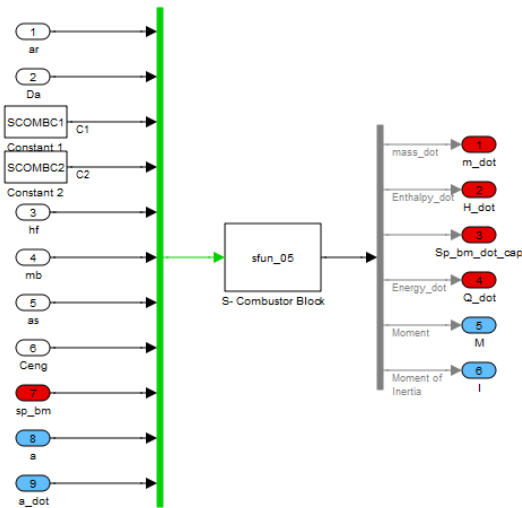 1
ar
2
Da
SCOMBC1
C1
Constant 1
SCOMBC2
C2
Constant 2
3
hf
4
mb
5
as
6
Ceng
7
sp_bm
8
a
9
a_dot
sfun_05
S- Combustor Block
mass_dot
1
m_dot
Enthalpy_dot
2
H_dot
3
Sp_bm_dot_cap
Energy_dot
4
Q_dot
Moment
5
M
Moment of
Inertia
6
I